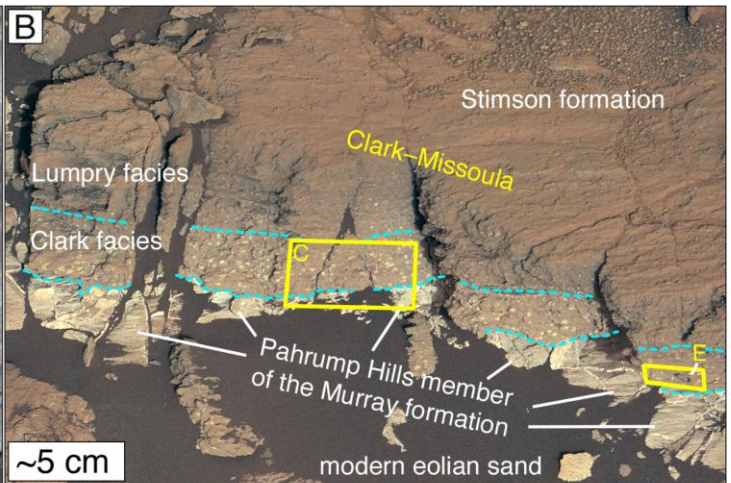 B
Stimson formation
Clark–Missoula
Lumpry facies
Clark facies
C
E
Pahrump Hills member
of the Murray formation
~5 cm
modern eolian sand